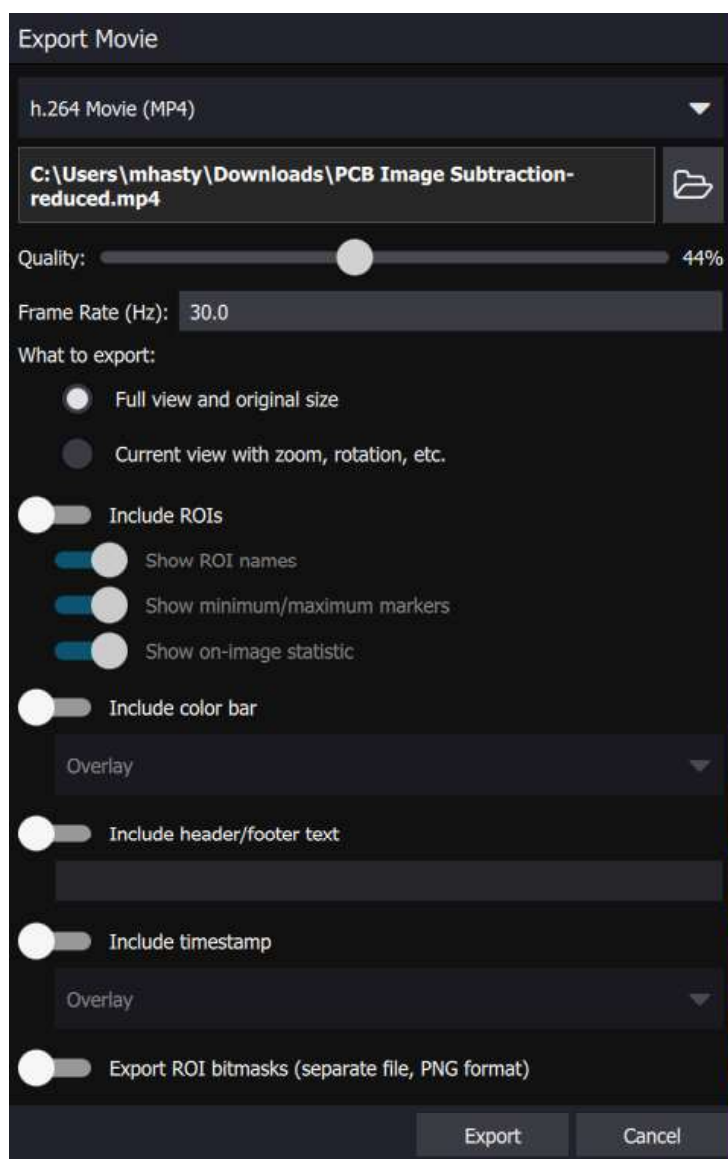 Export Movie
h.264 Movie (MP4)
C:\Users\mhasty\Downloads\PCB Image Subtraction-
reduced.mp4
Quality: 44%
Frame Rate (Hz): 30.0
What to export:
Full view and original size
Current view with zoom, rotation, etc.
Include ROIs
Show ROI names
Show minimum/maximum markers
Show on-image statistic
Include color bar
Overlay
Include header/footer text
Include timestamp
Overlay
Export ROI bitmasks (separate file, PNG format)
Export Cancel